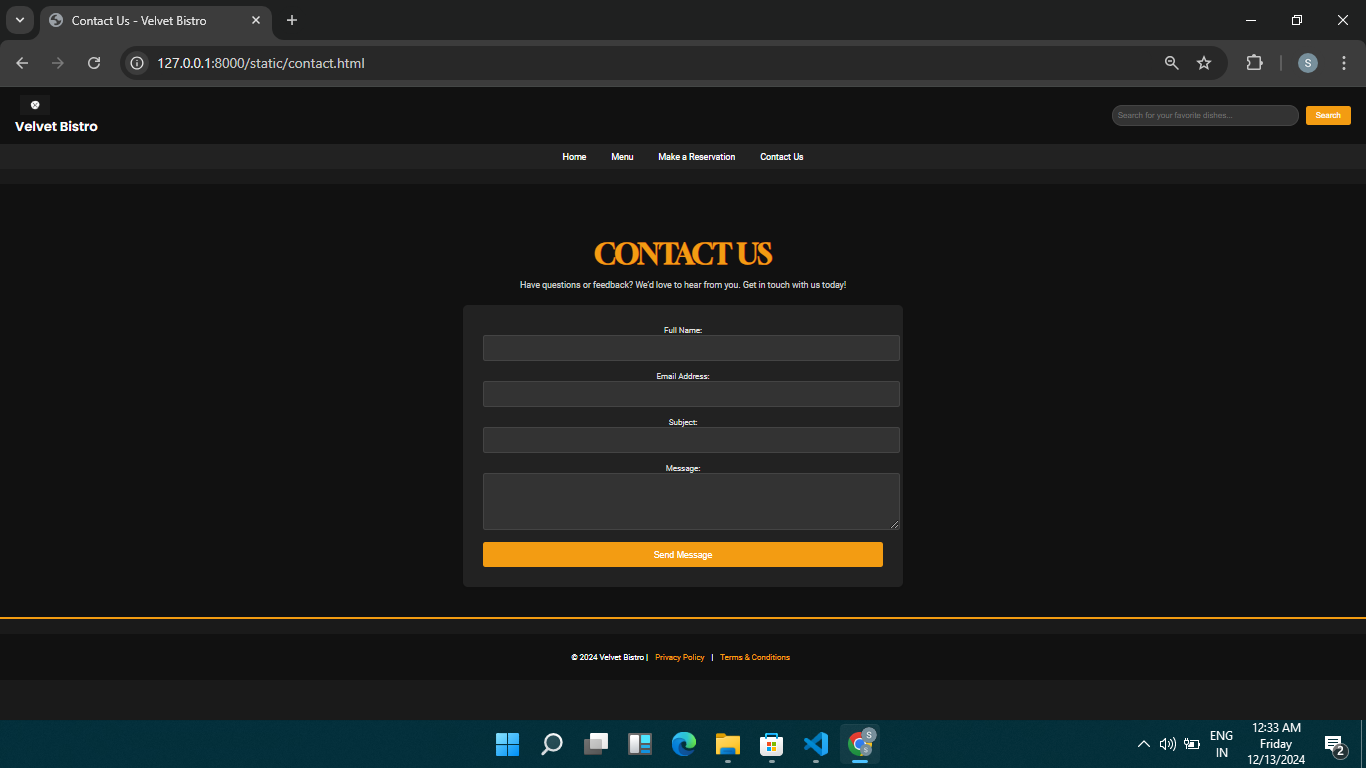 Contact Us - Velvet Bistro
127.0.0.1:8000/static/contact.html
S
Velvet Bistro
Search for your favorite dishes...
Search
Home Menu Make a Reservation Contact Us
CONTACT US
Have questions or feedback? We'd love to hear from you. Get in touch with us today!
Full Name:
Email Address:
Subject:
Message:
Send Message
© 2024 Velvet Bistro | Privacy Policy | Terms & Conditions
S
ENG
IN
12:33 AM
Friday
12/13/2024
2